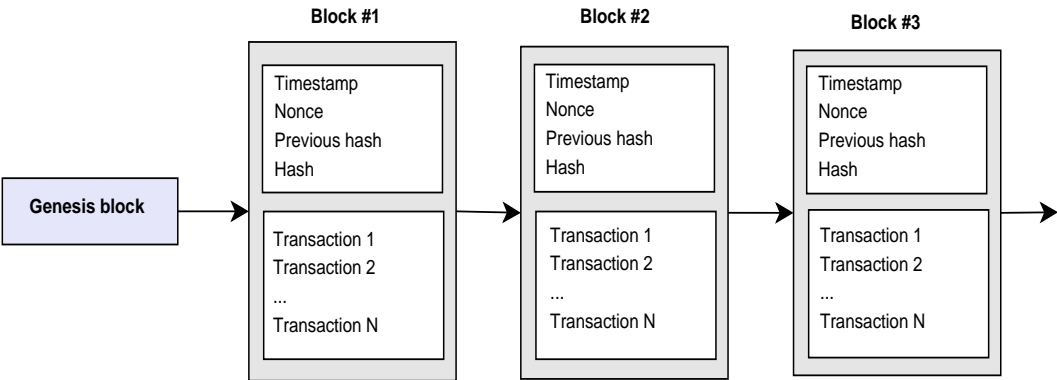 Block #1
Block #2
Block #3
Timestamp
Nonce
Previous hash
Hash
Timestamp
Nonce
Previous hash
Hash
Timestamp
Nonce
Previous hash
Hash
Genesis block
Transaction 1
Transaction 2
...
Transaction N
Transaction 1
Transaction 2
...
Transaction N
Transaction 1
Transaction 2
...
Transaction N